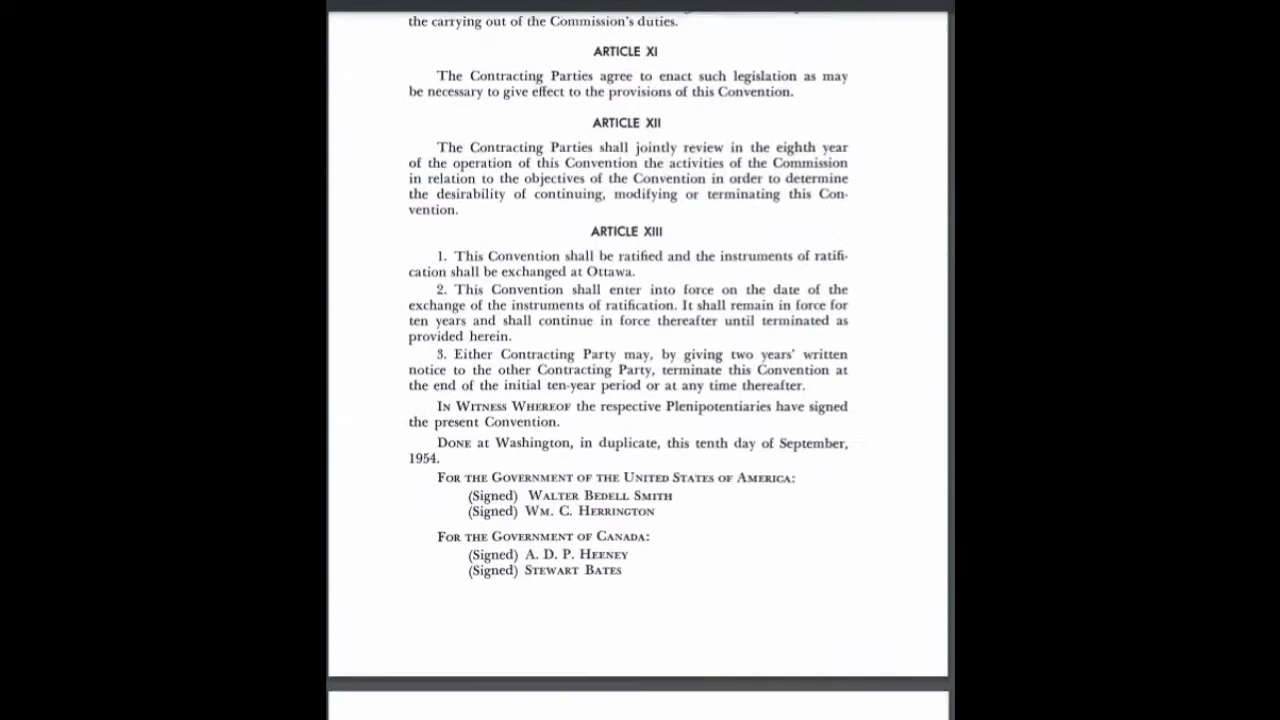 the carrying out of the Commission's duties.
ARTICLE XI
The Contracting Parties agree to enact such legislation as may
be necessary to give effect to the provisions of this Convention.
ARTICLE XII
The Contracting Parties shall jointly review in the eighth year
of the operation of this Convention the activities of the Commission
in relation to the objectives of the Convention in order to determine
the desirability of continuing, modifying or terminating this Con-
vention.
ARTICLE XIII
1. This Convention shall be ratified and the instruments of ratifi-
cation shall be exchanged at Ottawa.
2. This Convention shall enter into force on the date of the
exchange of the instruments of ratification. It shall remain in force for
ten years and shall continue in force thereafter until terminated as
provided herein.
3. Either Contracting Party may, by giving two years' written
notice to the other Contracting Party, terminate this Convention at
the end of the initial ten-year period or at any time thereafter.
IN WITNESS WHEREOF the respective Plenipotentiaries have signed
the present Convention.
DONE at Washington, in duplicate, this tenth day of September,
1954.
FOR THE GOVERNMENT OF THE UNITED STATES OF AMERICA:
(Signed) WALTER BEDELL SMITH
(Signed) WM. C. HERRINGTON
FOR THE GOVERNMENT OF CANADA:
(Signed) A. D. P. HEENEY
(Signed) STEWART BATES